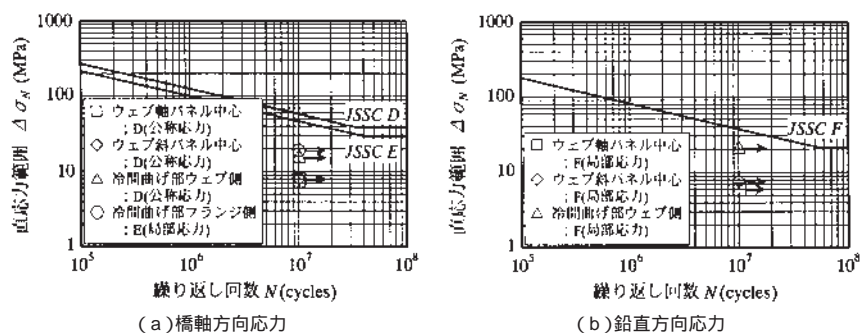 1000
100
10
1
直応力範囲 Δσ_N (MPa)
JSSC D
JSSC E
□ ウェブ軸パネル中心
; D(公称応力)
◇ ウェブ斜パネル中心
; D(公称応力)
△ 冷間曲げ部ウェブ側
; D(公称応力)
○ 冷間曲げ部フランジ側
; E(局部応力)
10^5
10^6
10^7
10^8
繰り返し回数 N(cycles)
(a)橋軸方向応力
1000
100
10
1
直応力範囲 Δσ_N (MPa)
JSSC F
□ ウェブ軸パネル中心
; F(局部応力)
◇ ウェブ斜パネル中心
; F(局部応力)
△ 冷間曲げ部ウェブ側
; F(局部応力)
10^5
10^6
10^7
10^8
繰り返し回数 N(cycles)
(b)鉛直方向応力